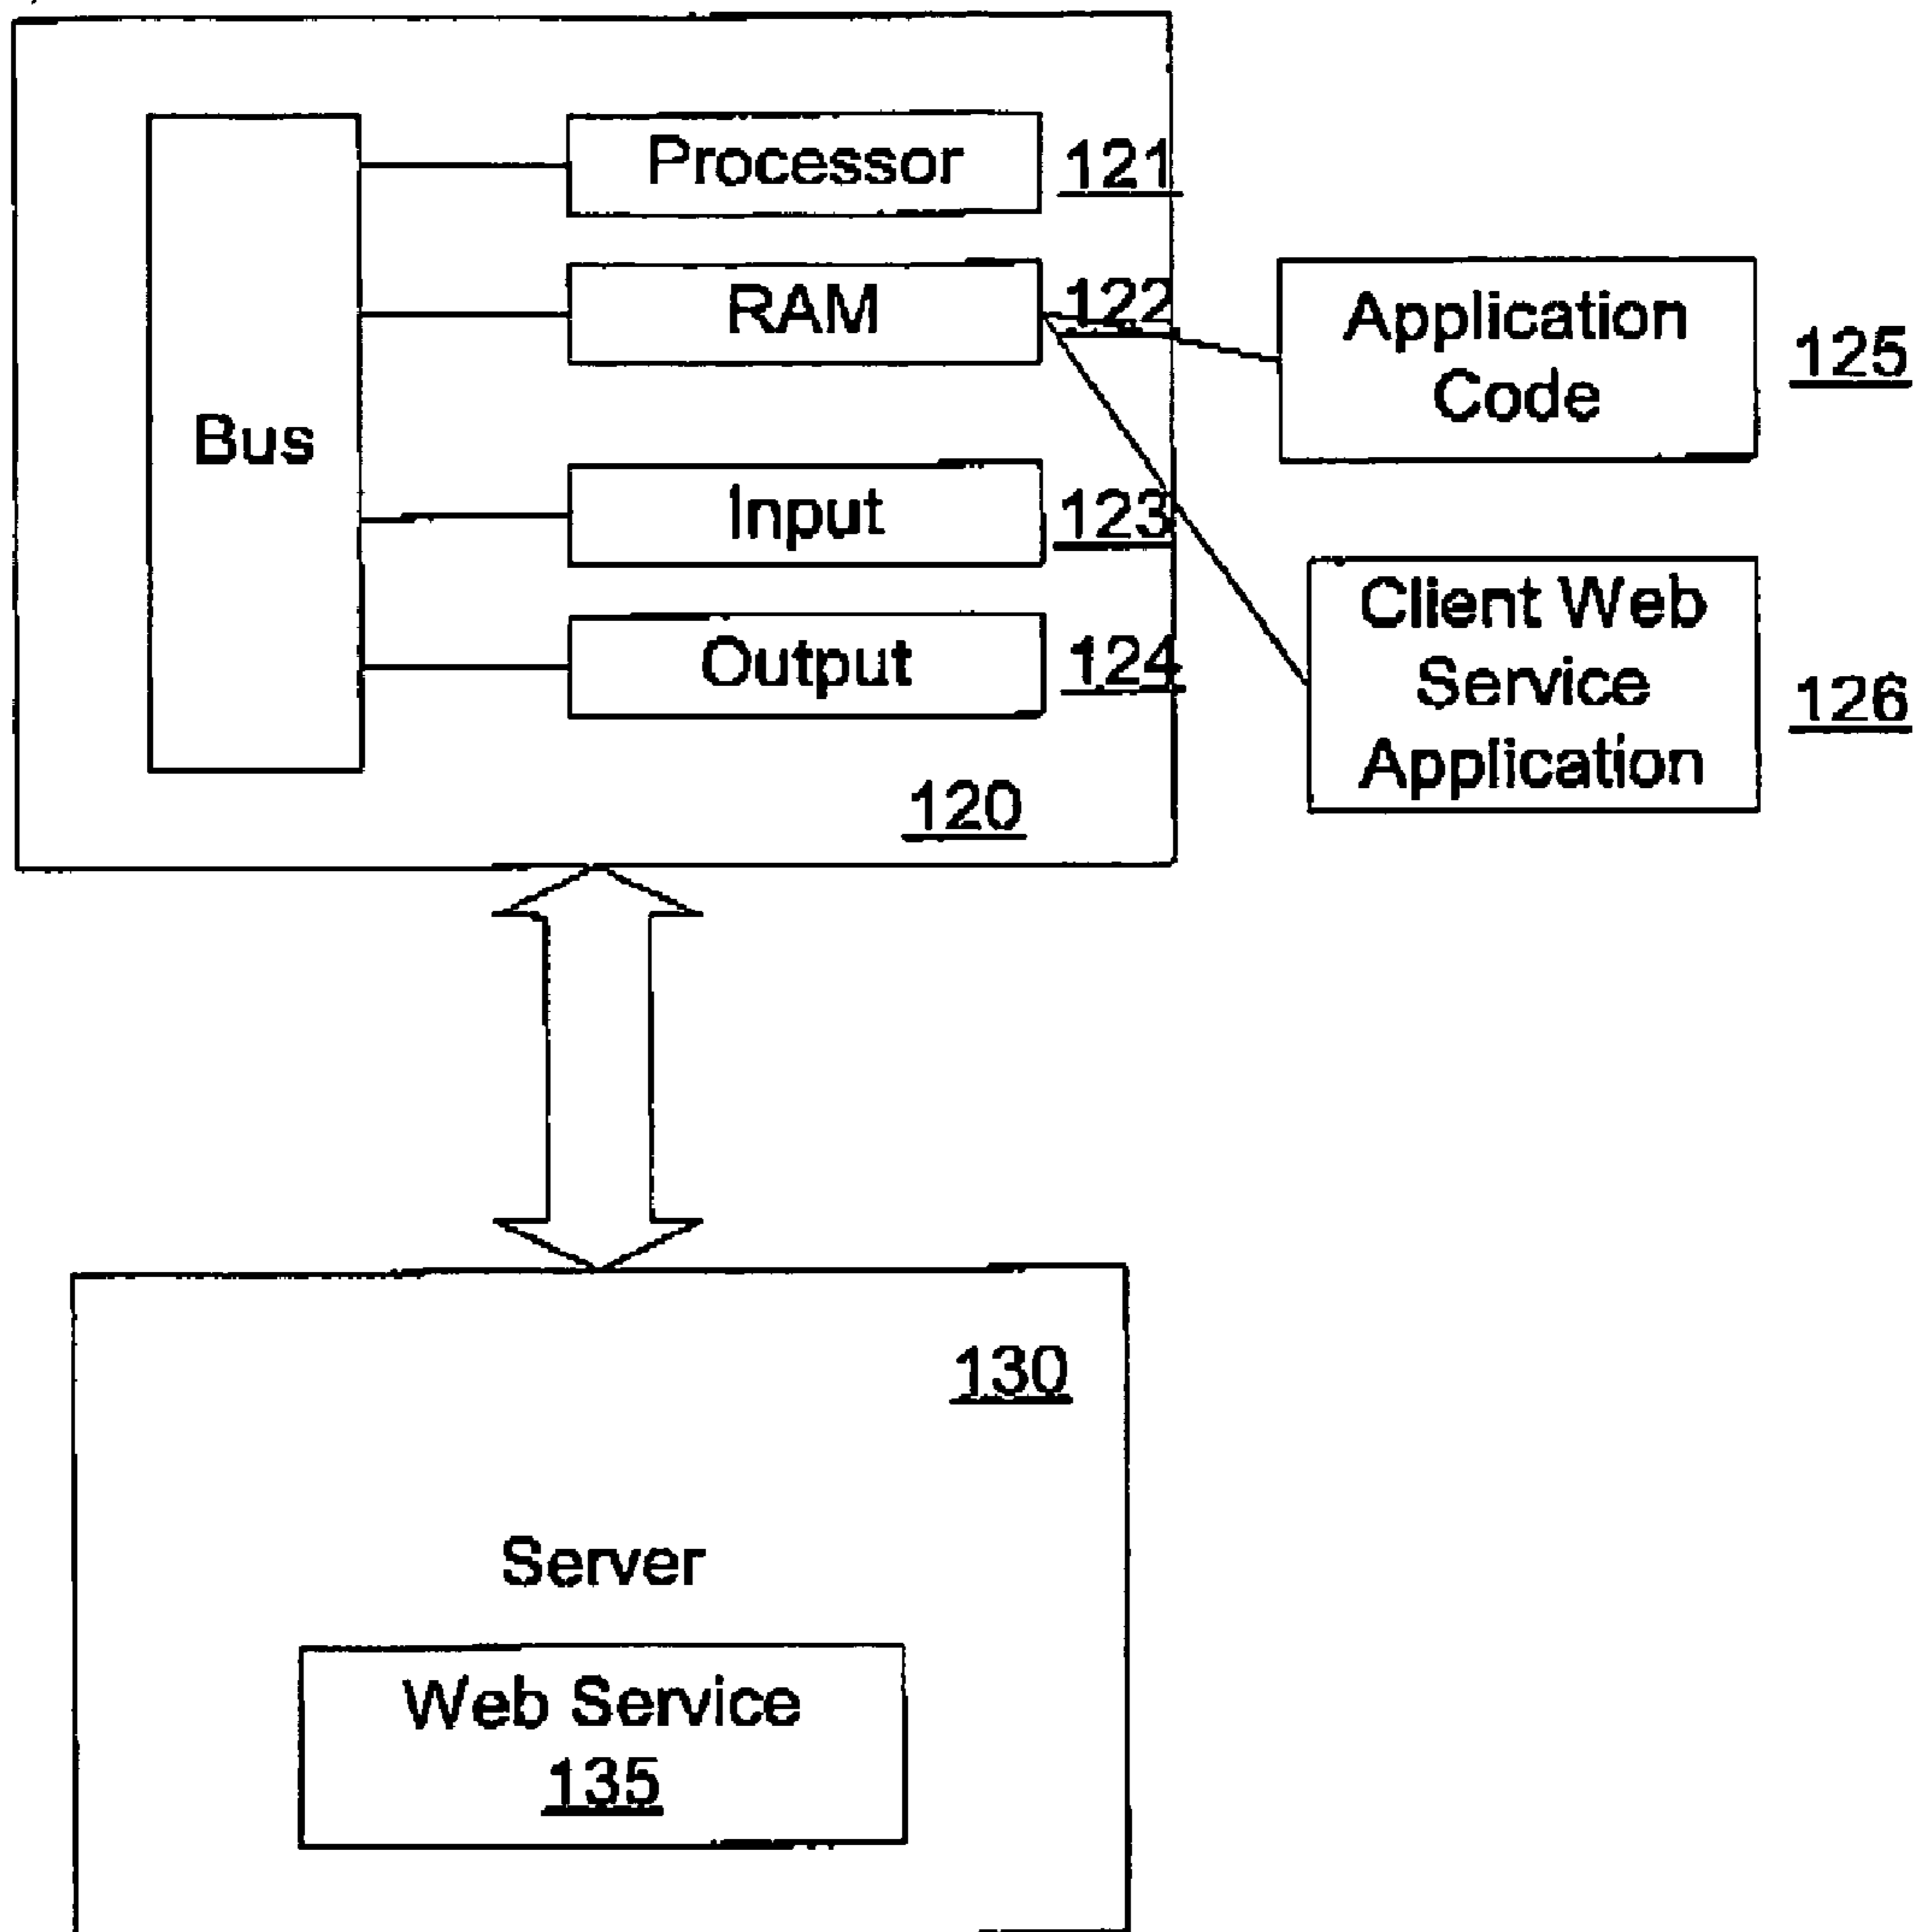 Processor
121
RAM
122
Bus
Input
123
Output
124
120
Application
Code
125
Client Web
Service
Application
126
130
Server
Web Service
135